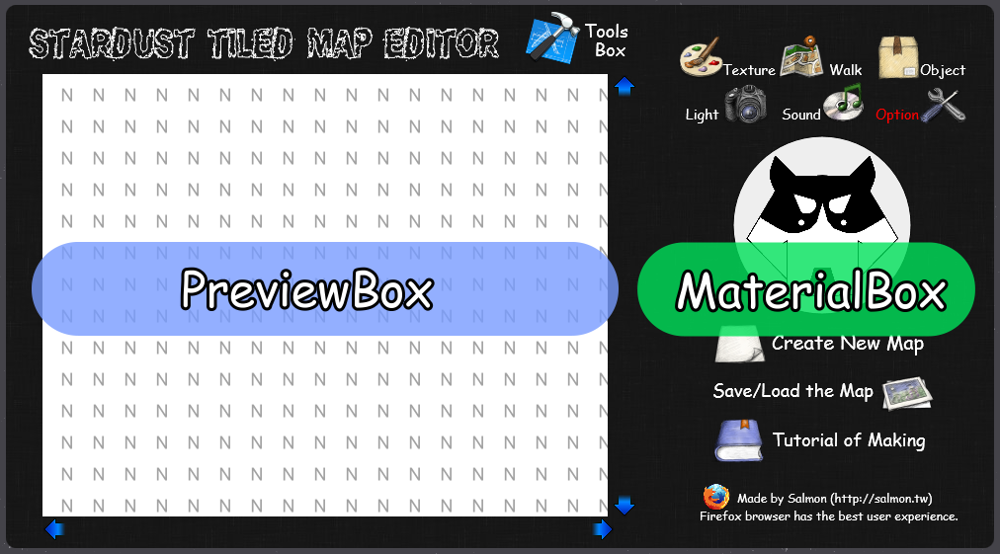 STARDUST TILED MAP EDITOR
Tools
Box
Texture Walk Object
Light Sound Option
N N N N N N N N N N N N N N N N N N
N N N N N N N N N N N N N N N N N N
N N N N N N N N N N N N N N N N N N
N N N N N N N N N N N N N N N N N N
N N N N N N N N N N N N N N N N N N
N N N N N N N N N N N N N N N N N N
PreviewBox
MaterialBox
N N N N N N N N N N N N N N N N N N
N N N N N N N N N N N N N N N N N N
N N N N N N N N N N N N N N N N N N
N N N N N N N N N N N N N N N N N N
N N N N N N N N N N N N N N N N N N
N N N N N N N N N N N N N N N N N N
Create New Map
Save/Load the Map
Tutorial of Making
Made by Salmon (http://salmon.tw)
Firefox browser has the best user experience.